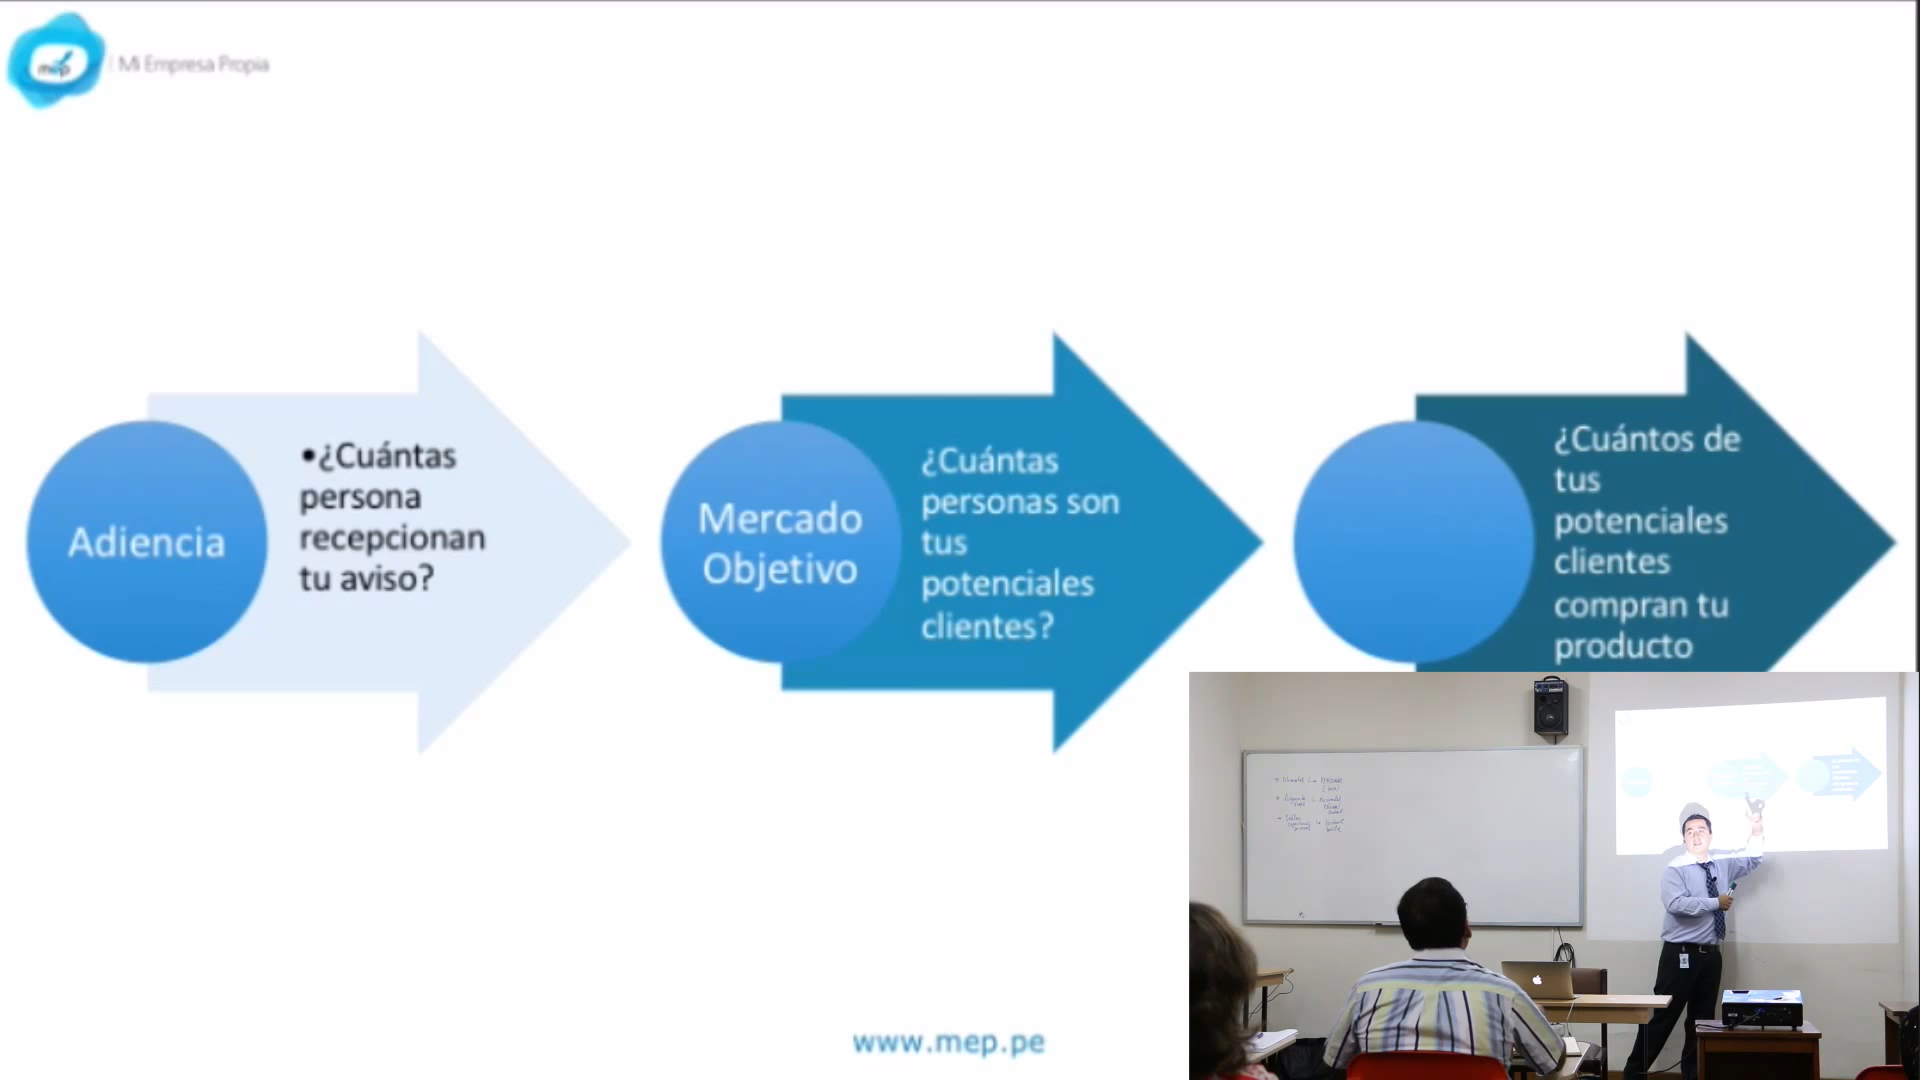 mep
Mi Empresa Propia
Adiencia
•¿Cuántas
persona
recepcionan
tu aviso?
Mercado
Objetivo
¿Cuántas
personas son
tus
potenciales
clientes?
¿Cuántos de
tus
potenciales
clientes
compran tu
producto
www.mep.pe